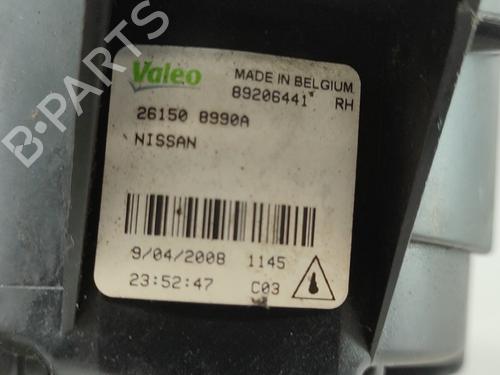 Valeo
MADE IN BELGIUM
89206441* RH
26150 8990A
NISSAN
9/04/2008 1145
23:52:47 C03
B-PARTS